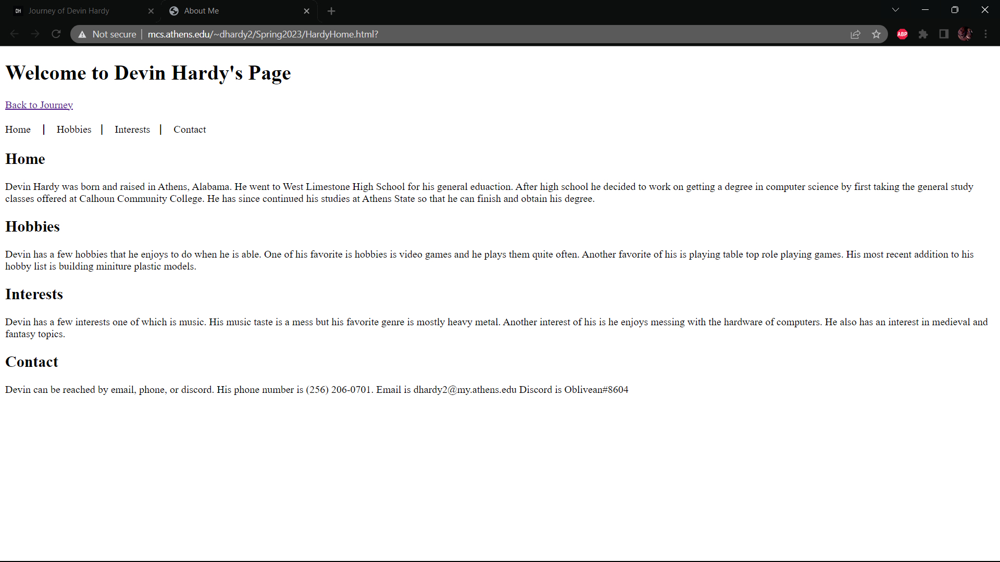 DH Journey of Devin Hardy
About Me
Not secure | mcs.athens.edu/~dhardy2/Spring2023/HardyHome.html?
ABP
Welcome to Devin Hardy's Page
Back to Journey
Home | Hobbies | Interests | Contact
Home
Devin Hardy was born and raised in Athens, Alabama. He went to West Limestone High School for his general eduaction. After high school he decided to work on getting a degree in computer science by first taking the general study
classes offered at Calhoun Community College. He has since continued his studies at Athens State so that he can finish and obtain his degree.
Hobbies
Devin has a few hobbies that he enjoys to do when he is able. One of his favorite is hobbies is video games and he plays them quite often. Another favorite of his is playing table top role playing games. His most recent addition to his
hobby list is building miniture plastic models.
Interests
Devin has a few interests one of which is music. His music taste is a mess but his favorite genre is mostly heavy metal. Another interest of his is he enjoys messing with the hardware of computers. He also has an interest in medieval and
fantasy topics.
Contact
Devin can be reached by email, phone, or discord. His phone number is (256) 206-0701. Email is dhardy2@my.athens.edu Discord is Oblivean#8604